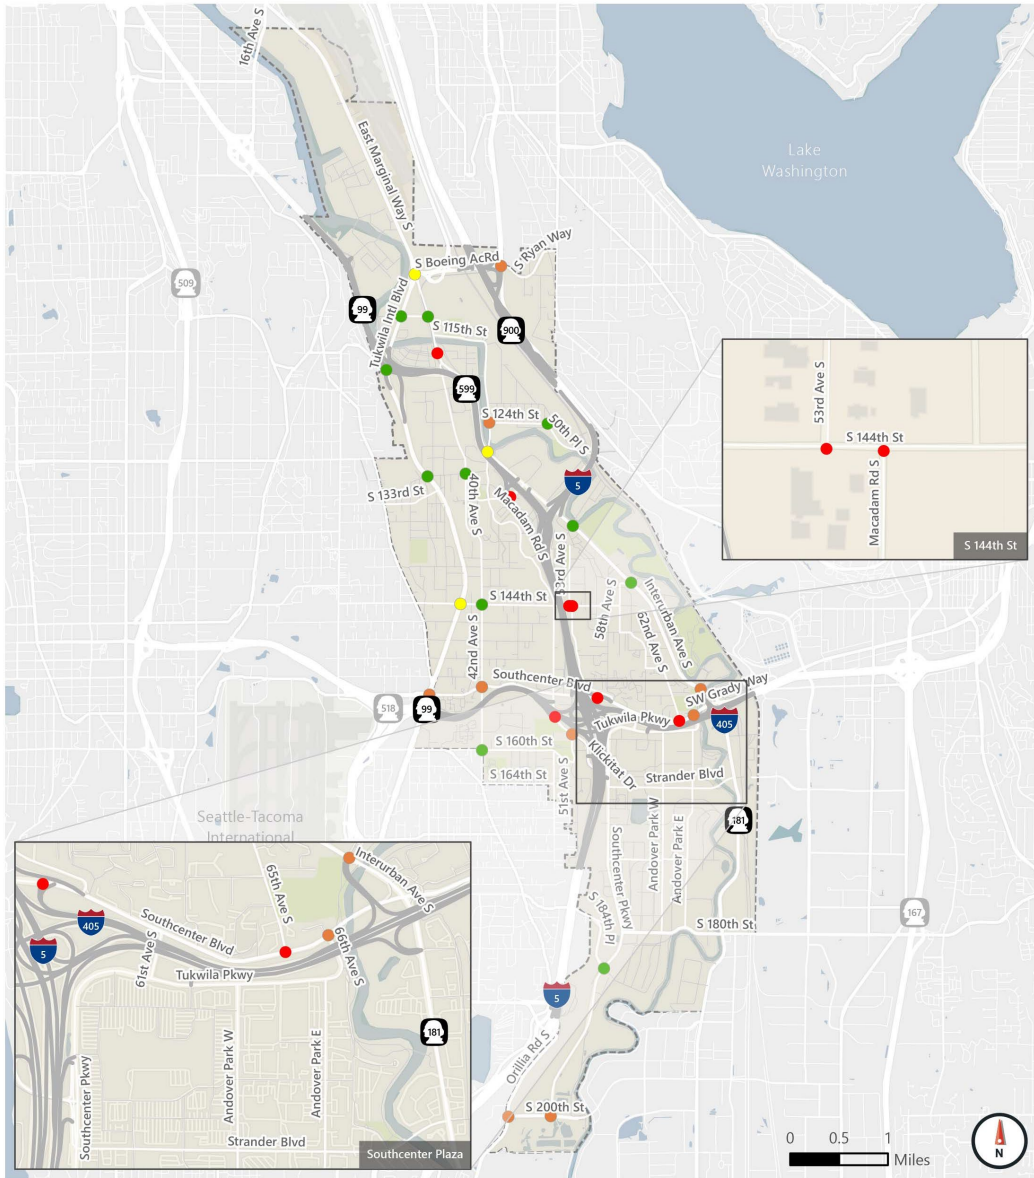 16th Ave S
East Marginal Way S
Lake
Washington
S Boeing AcRd
S Ryan Way
509
99
Tukwila Intl Blvd
S 115th St
900
599
S 124th St
50th Pl S
S 133rd St
40th Ave S
Macadam Rd S
5
53rd Ave S
53rd Ave S
S 144th St
Macadam Rd S
S 144th St
S 144th St
58th Ave S
Interurban Ave S
62nd Ave S
42nd Ave S
Southcenter Blvd
SW Grady Way
518
99
Tukwila Pkwy
405
S 160th St
Klickitat Dr
S 164th St
51st Ave S
Strander Blvd
Seattle-Tacoma
International
181
Southcenter Pkwy
Andover Park W
Andover Park E
S 184th Pl
S 180th St
167
5
Orillia Rd S
S 200th St
Interurban Ave S
65th Ave S
405
5
Southcenter Blvd
61st Ave S
66th Ave S
Tukwila Pkwy
181
Southcenter Pkwy
Andover Park W
Andover Park E
Strander Blvd
Southcenter Plaza
0 0.5 1
Miles
N